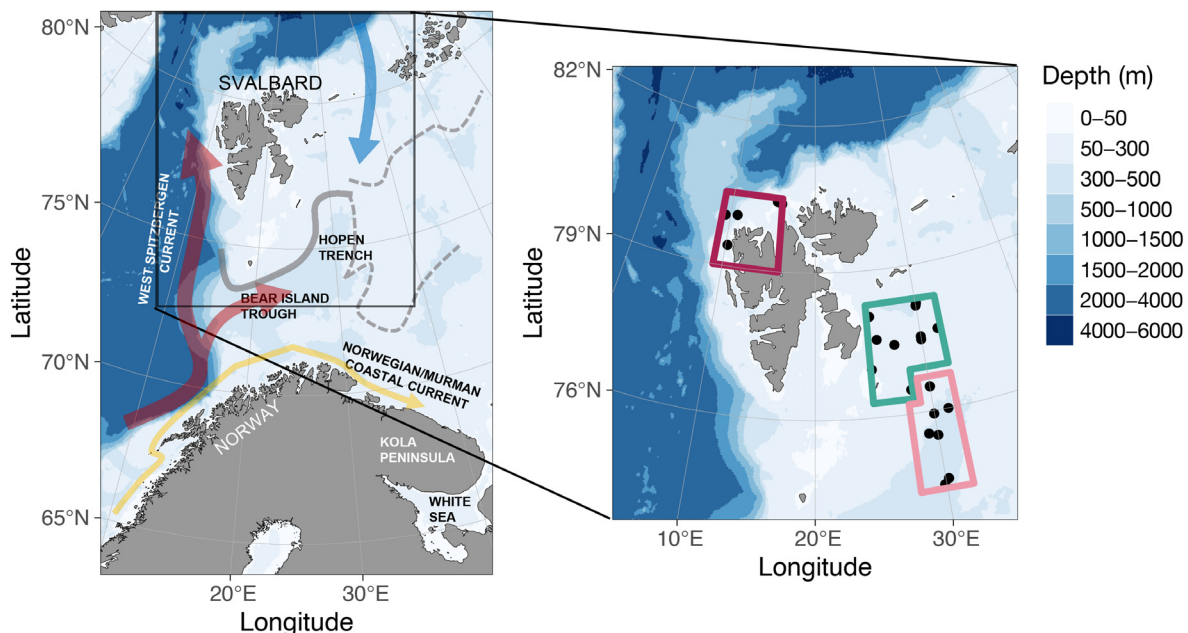 80°N
75°N
70°N
65°N
Latitude
20°E
30°E
Longitude
SVALBARD
WEST SPITZBERGEN
CURRENT
HOPEN
TRENCH
BEAR ISLAND
TROUGH
NORWEGIAN/MURMAN
COASTAL CURRENT
NORWAY
KOLA
PENINSULA
WHITE
SEA
82°N
79°N
76°N
Latitude
10°E
20°E
30°E
Longitude
Depth (m)
0–50
50–300
300–500
500–1000
1000–1500
1500–2000
2000–4000
4000–6000